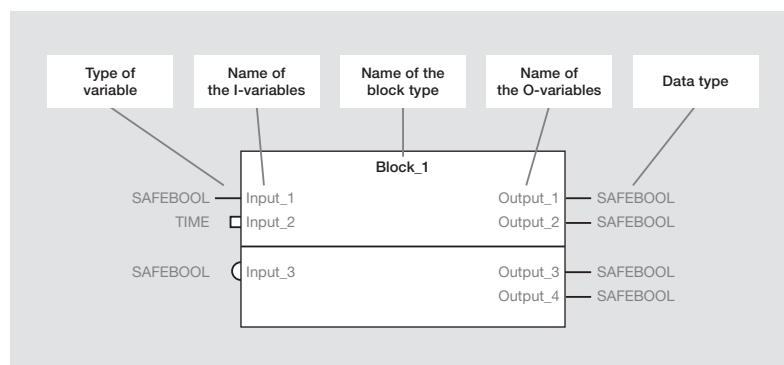 Type of
variable
Name of
the I-variables
Name of the
block type
Name of
the O-variables
Data type
Block_1
SAFEBOOL Input_1 Output_1 SAFEBOOL
TIME Input_2 Output_2 SAFEBOOL
SAFEBOOL Input_3 Output_3 SAFEBOOL
Output_4 SAFEBOOL